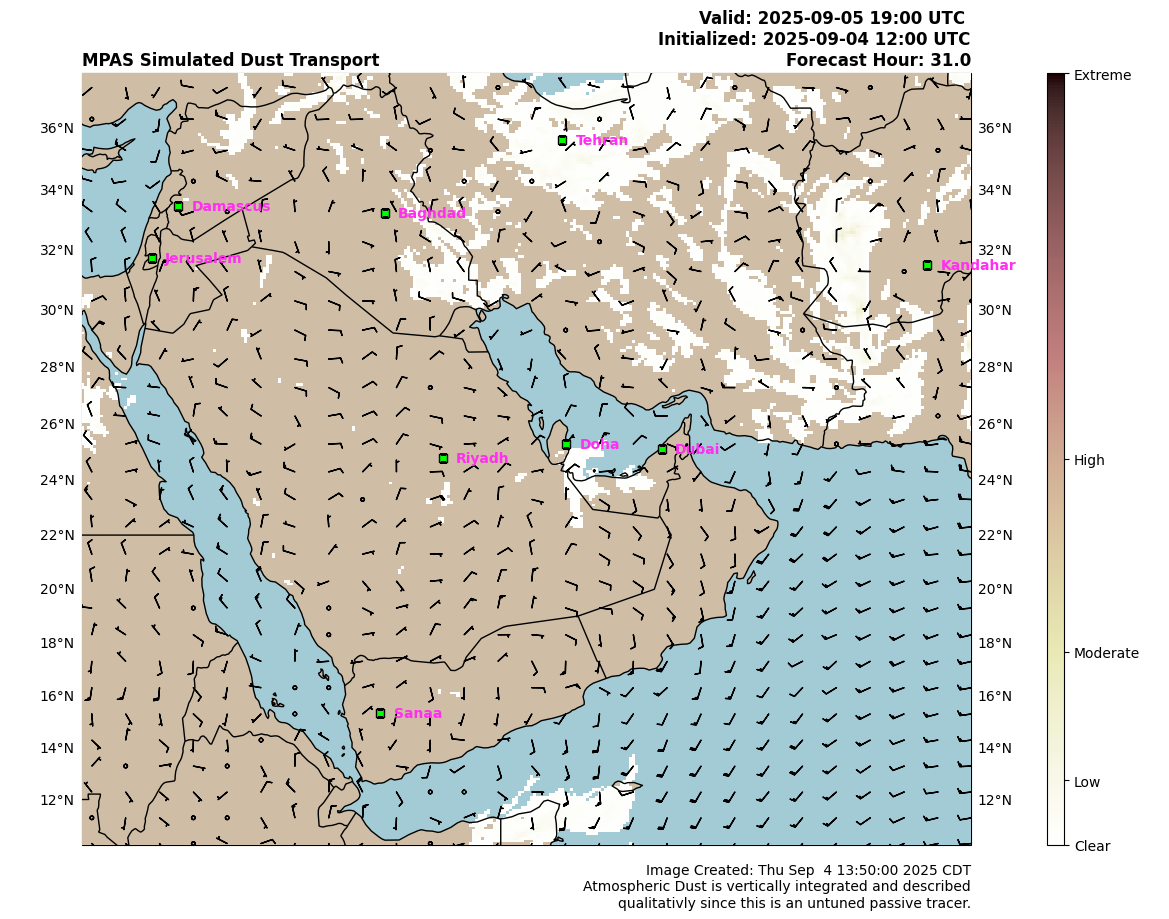 Valid: 2025-09-05 19:00 UTC
Initialized: 2025-09-04 12:00 UTC
MPAS Simulated Dust Transport
Forecast Hour: 31.0
Extreme
36°N
Tehran
36°N
34°N
Damascus
Baghdad
34°N
32°N
Jerusalem
32°N
Kandahar
30°N
30°N
28°N
28°N
26°N
26°N
Doha
Dubai
Riyadh
High
24°N
24°N
22°N
22°N
20°N
20°N
18°N
18°N
Moderate
16°N
16°N
Sanaa
14°N
14°N
Low
12°N
12°N
Clear
Image Created: Thu Sep  4 13:50:00 2025 CDT
Atmospheric Dust is vertically integrated and described
qualitativly since this is an untuned passive tracer.